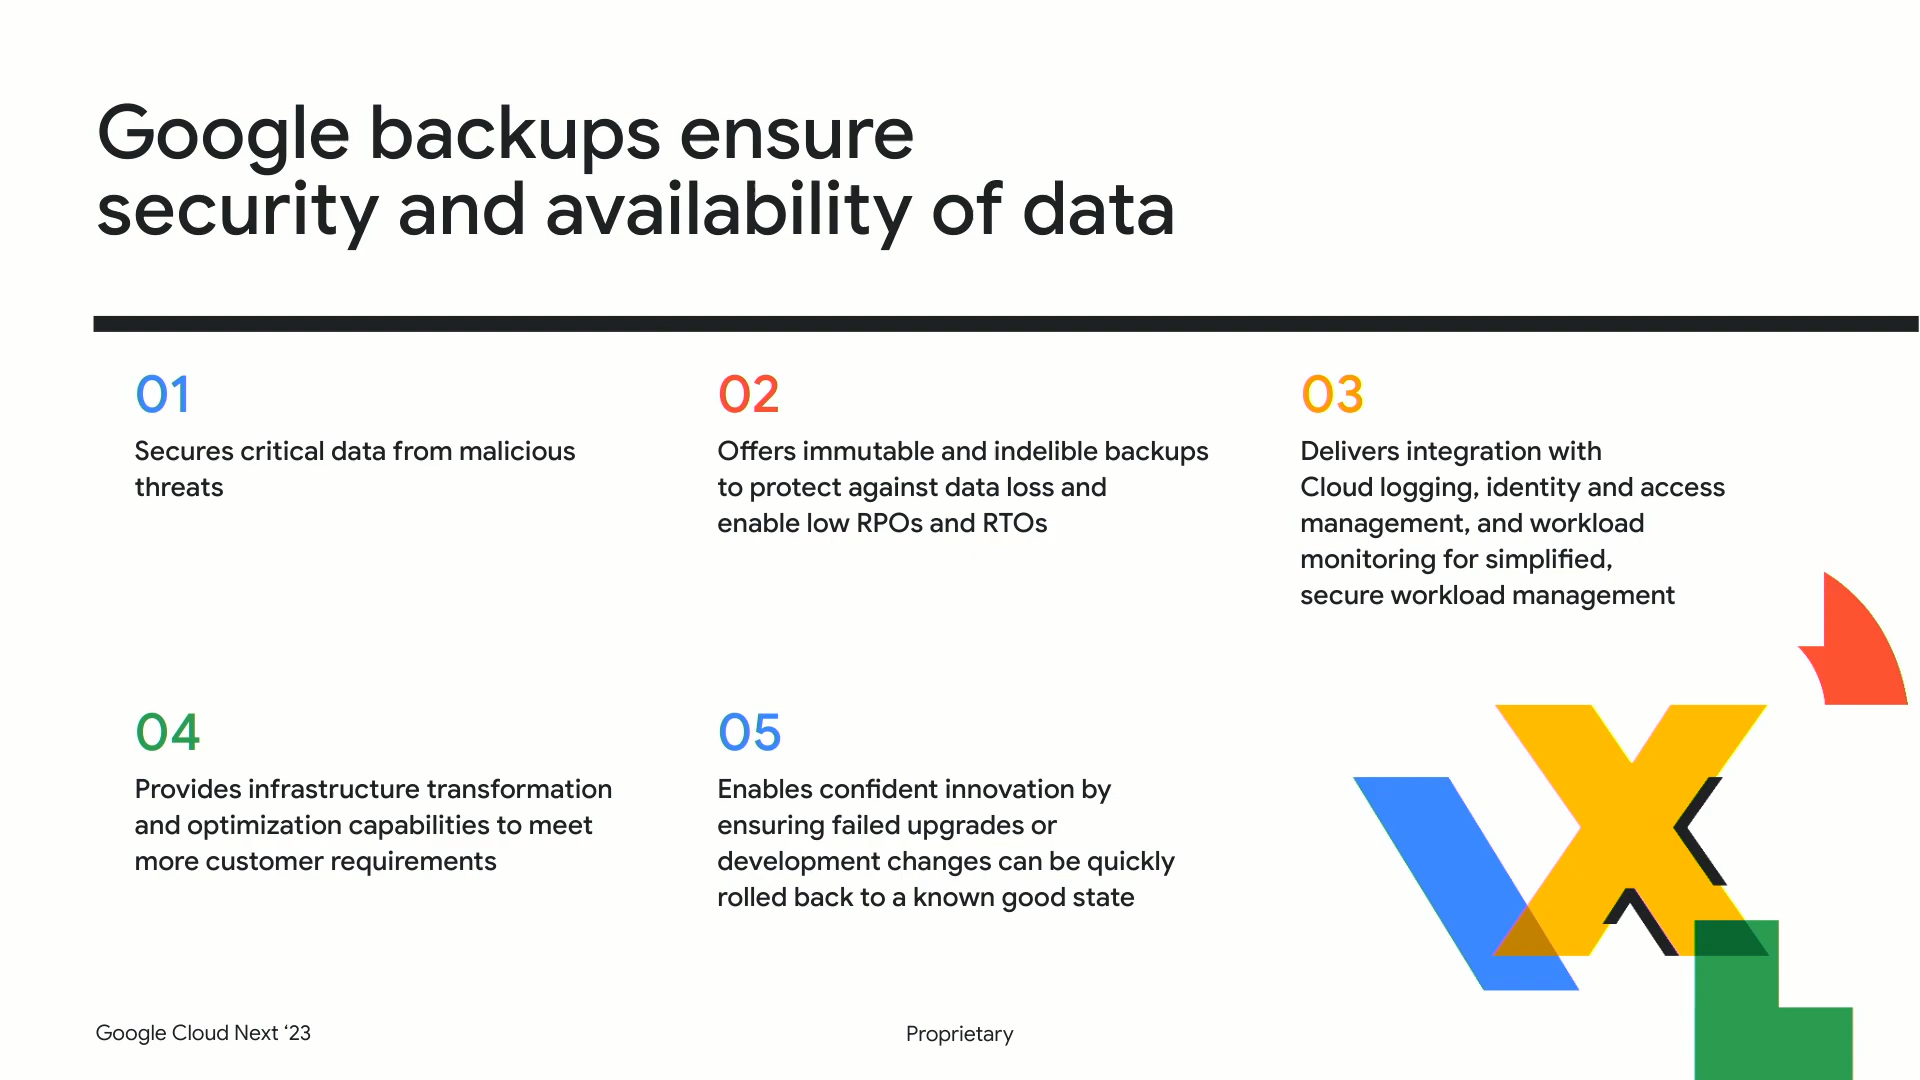 Google backups ensure
security and availability of data
01
Secures critical data from malicious
threats
02
Offers immutable and indelible backups
to protect against data loss and
enable low RPOs and RTOs
03
Delivers integration with
Cloud logging, identity and access
management, and workload
monitoring for simplified,
secure workload management
04
Provides infrastructure transformation
and optimization capabilities to meet
more customer requirements
05
Enables confident innovation by
ensuring failed upgrades or
development changes can be quickly
rolled back to a known good state
Google Cloud Next ‘23
Proprietary